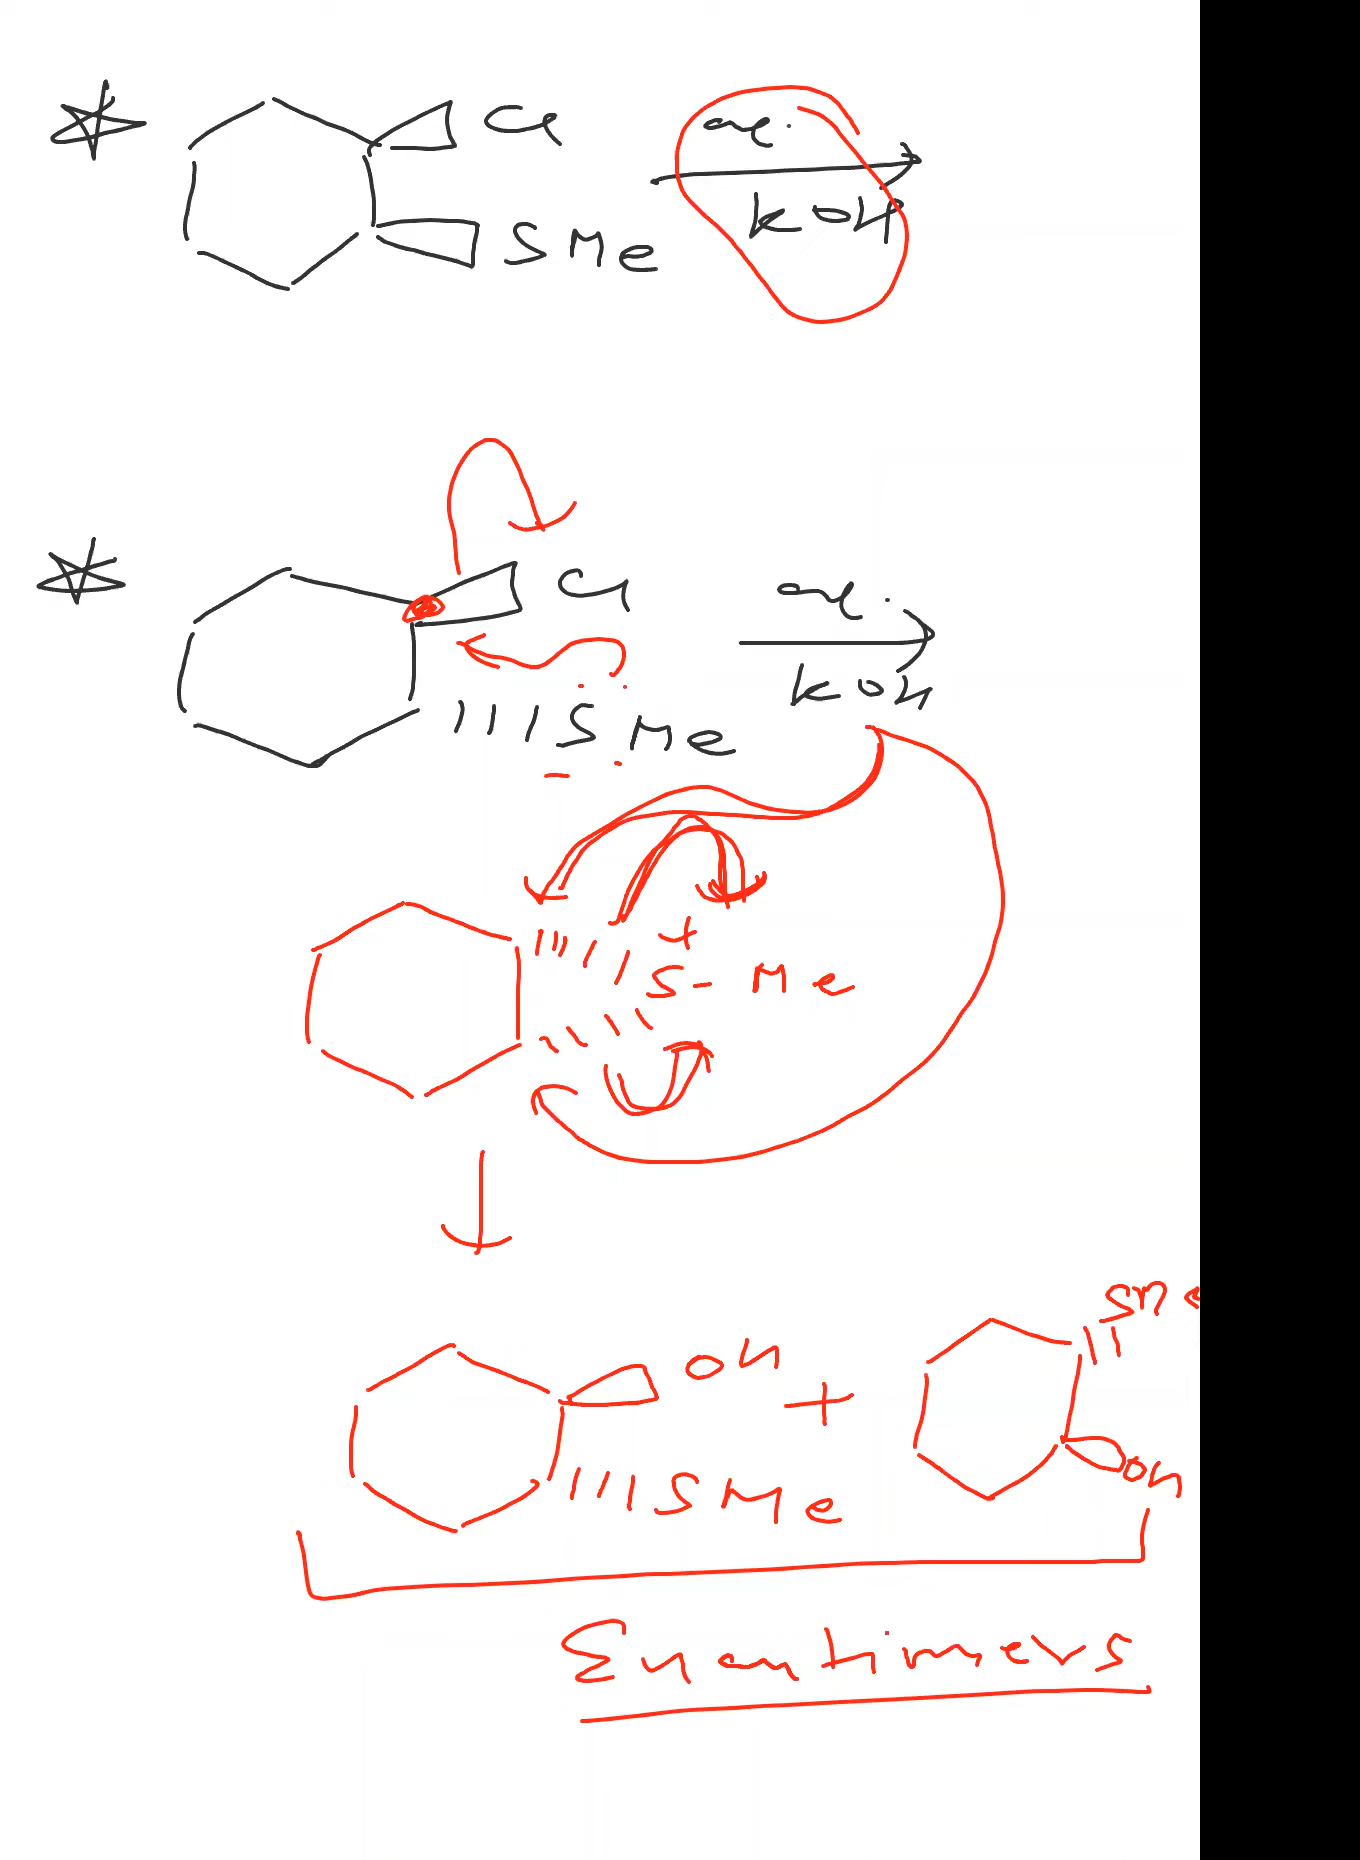 Cl
aq.
KOH
SMe
Cl
aq.
KOH
SMe
+
S-Me
SMe
OH
+
SMe
OH
Enantimers